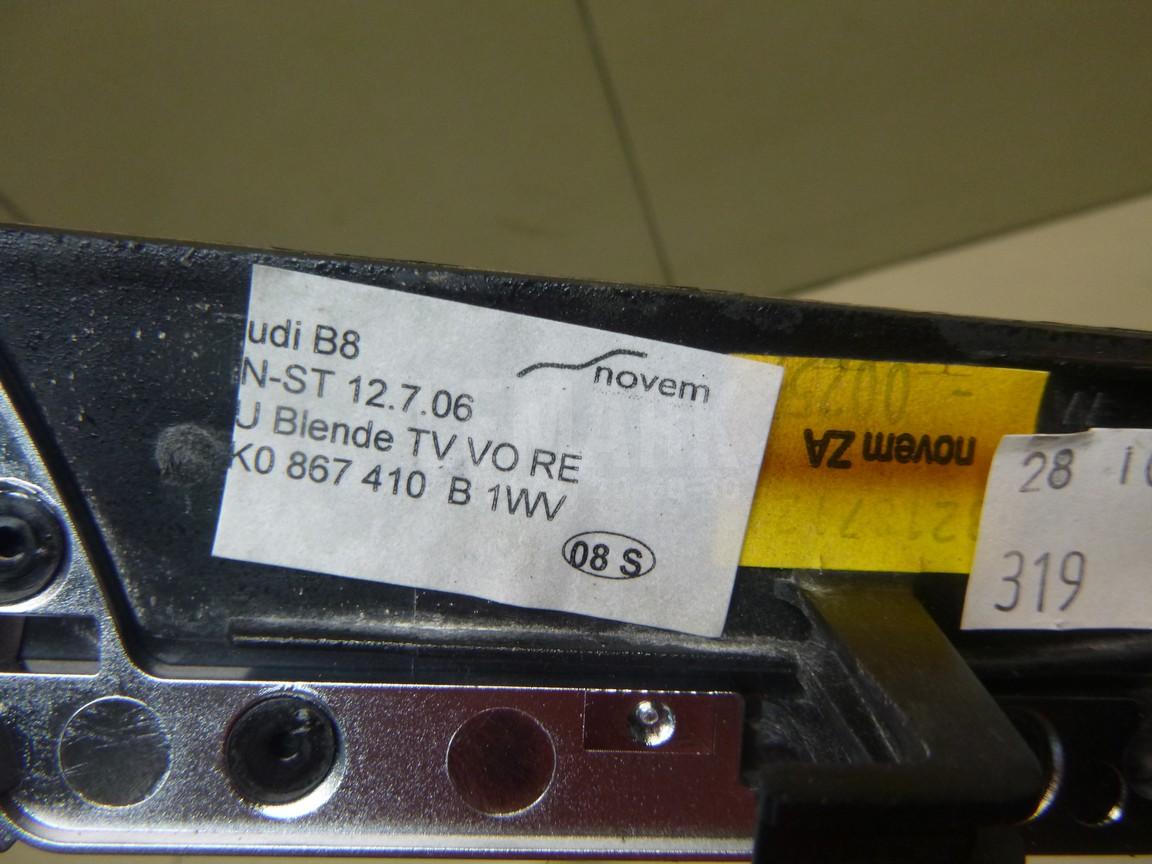 udi B8
N-ST 12.7.06
U Blende TV VO RE
K0 867 410 B 1WV
08 S
novem
novem ZA
28
319